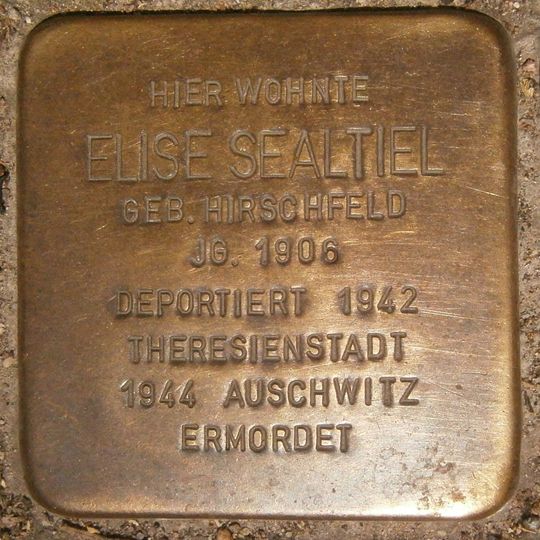 HIER WOHNTE
ELISE SEALTIEL
GEB. HIRSCHFELD
JG. 1906
DEPORTIERT 1942
THERESIENSTADT
1944 AUSCHWITZ
ERMORDET